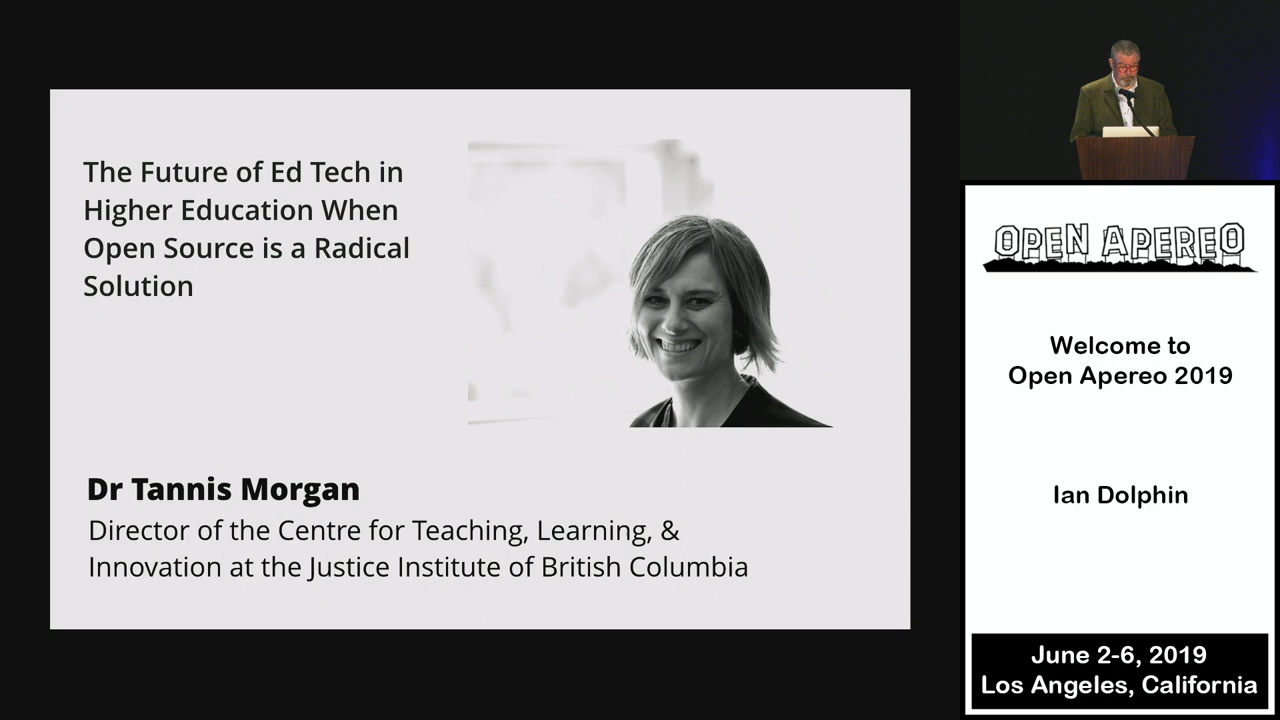 The Future of Ed Tech in
Higher Education When
Open Source is a Radical
Solution
Dr Tannis Morgan
Director of the Centre for Teaching, Learning, &
Innovation at the Justice Institute of British Columbia
OPEN APEREO
Welcome to
Open Apereo 2019
Ian Dolphin
June 2-6, 2019
Los Angeles, California